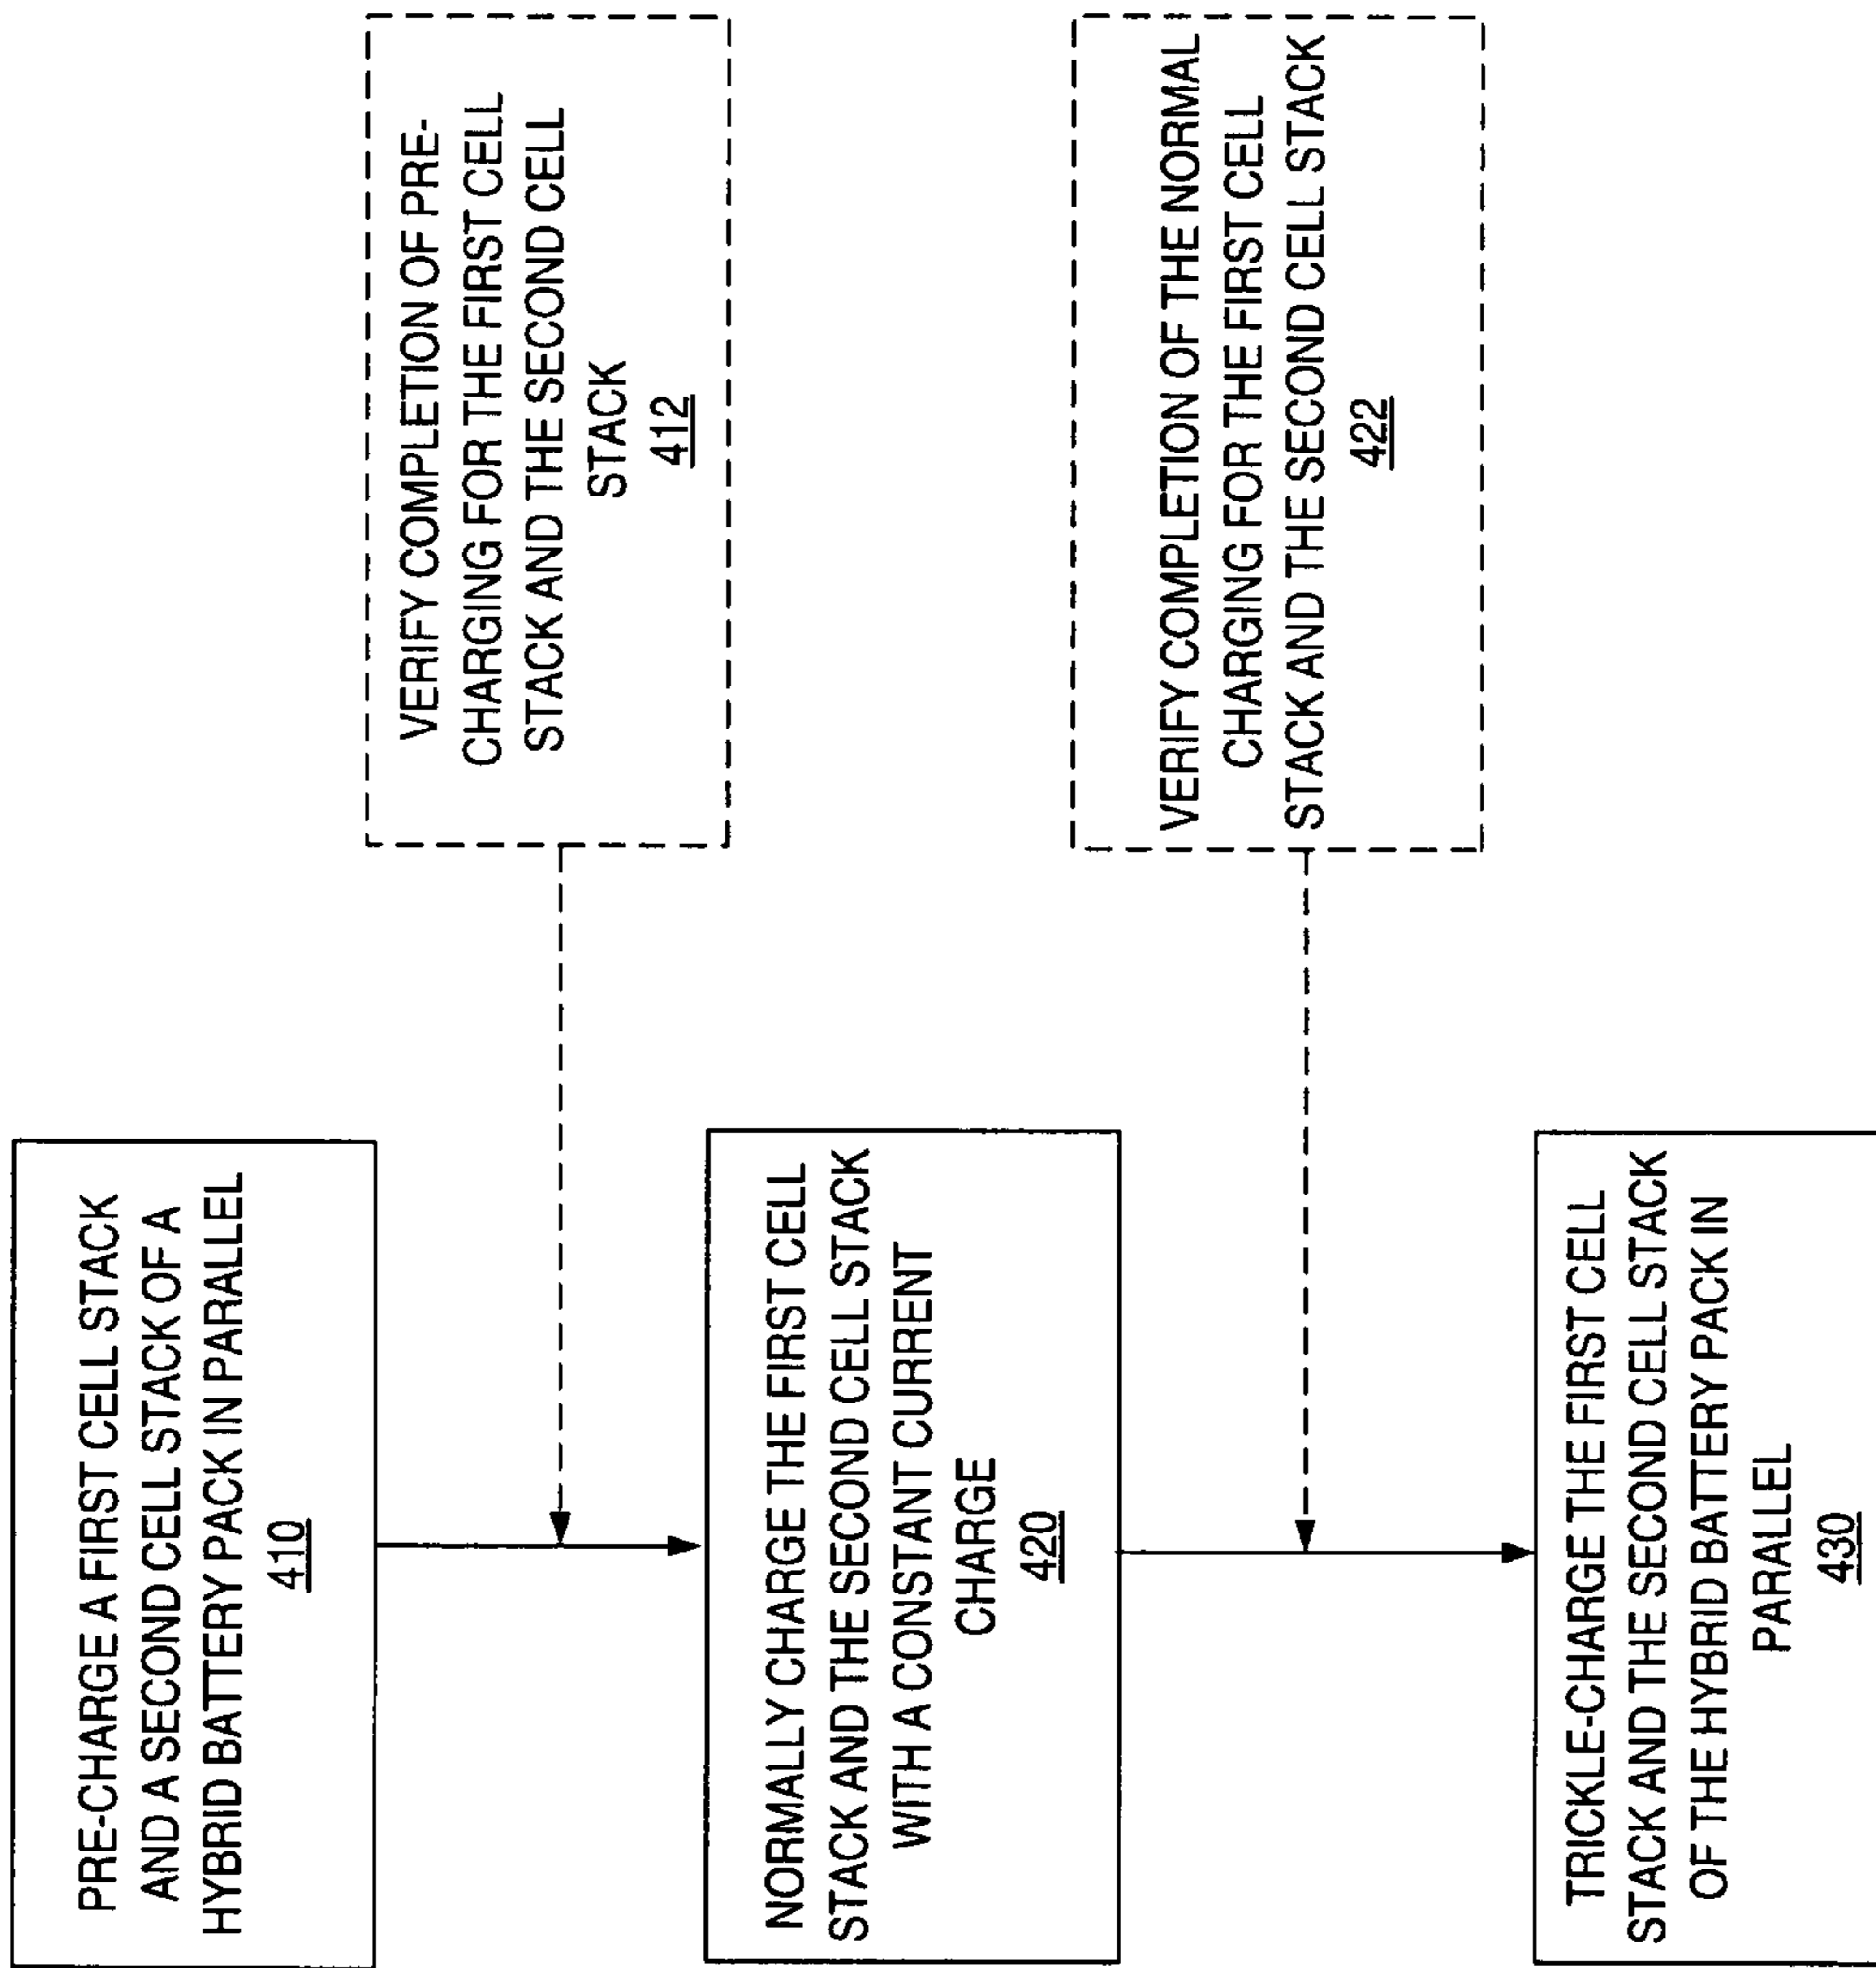 PRE-CHARGE A FIRST CELL STACK
AND A SECOND CELL STACK OF A
HYBRID BATTERY PACK IN PARALLEL
410
VERIFY COMPLETION OF PRE-
CHARGING FOR THE FIRST CELL
STACK AND THE SECOND CELL
STACK
412
NORMALLY CHARGE THE FIRST CELL
STACK AND THE SECOND CELL STACK
WITH A CONSTANT CURRENT
CHARGE
420
VERIFY COMPLETION OF THE NORMAL
CHARGING FOR THE FIRST CELL
STACK AND THE SECOND CELL STACK
422
TRICKLE-CHARGE THE FIRST CELL
STACK AND THE SECOND CELL STACK
OF THE HYBRID BATTERY PACK IN
PARALLEL
430